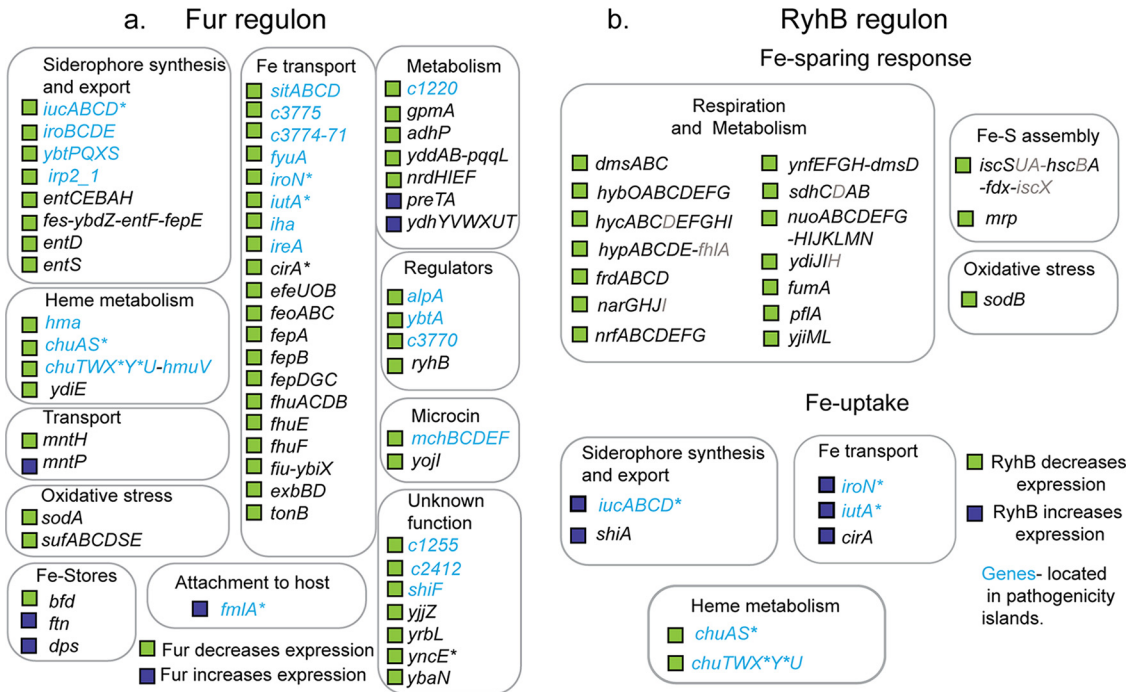 a. Fur regulon
Siderophore synthesis
and export
iucABCD*
iroBCDE
ybtPQXS
irp2_1
entCEBAH
fes-ybdZ-entF-fepE
entD
entS
Heme metabolism
hma
chuAS*
chuTWX*Y*U-hmuV
ydiE
Transport
mntH
mntP
Oxidative stress
sodA
sufABCDSE
Fe-Stores
bfd
ftn
dps
Fe transport
sitABCD
c3775
c3774-71
fyuA
iroN*
iutA*
iha
ireA
cirA*
efeUOB
feoABC
fepA
fepB
fepDGC
fhuACDB
fhuE
fhuF
fiu-ybiX
exbBD
tonB
Attachment to host
fmlA*
Fur decreases expression
Fur increases expression
Metabolism
c1220
gpmA
adhP
yddAB-pqqL
nrdHIEF
preTA
ydhYVWXUT
Regulators
alpA
ybtA
c3770
ryhB
Microcin
mchBCDEF
yojI
Unknown
function
c1255
c2412
shiF
yjjZ
yrbL
yncE*
ybaN
b. RyhB regulon
Fe-sparing response
Respiration
and Metabolism
dmsABC
hybOABCDEFG
hycABCDEFGHI
hypABCDE-fhlA
frdABCD
narGHJI
nrfABCDEFG
ynfEFGH-dmsD
sdhCDAB
nuoABCDEFG
-HIJKLMN
ydiJIH
fumA
pflA
yjiML
Fe-S assembly
iscSUA-hscBA
-fdx-iscX
mrp
Oxidative stress
sodB
Fe-uptake
Siderophore synthesis
and export
iucABCD*
shiA
Fe transport
iroN*
iutA*
cirA
Heme metabolism
chuAS*
chuTWX*Y*U
RyhB decreases
expression
RyhB increases
expression
Genes- located
in pathogenicity
islands.